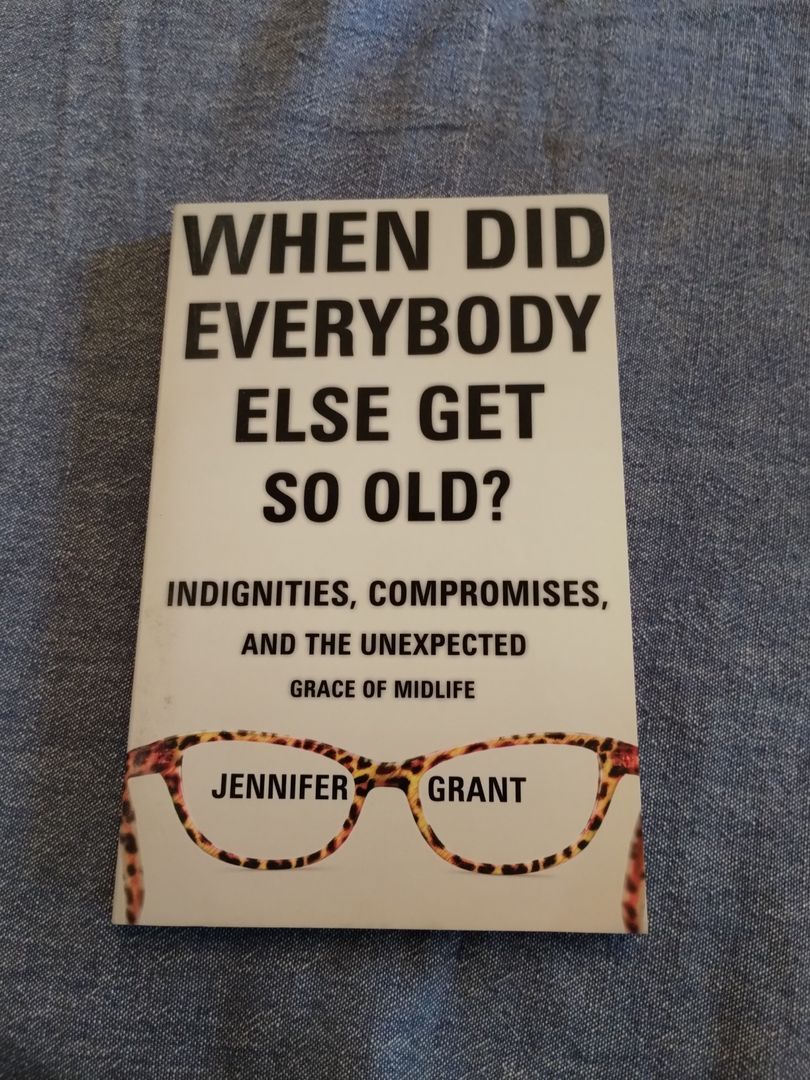 WHEN DID
EVERYBODY
ELSE GET
SO OLD?
INDIGNITIES, COMPROMISES,
AND THE UNEXPECTED
GRACE OF MIDLIFE
JENNIFER GRANT